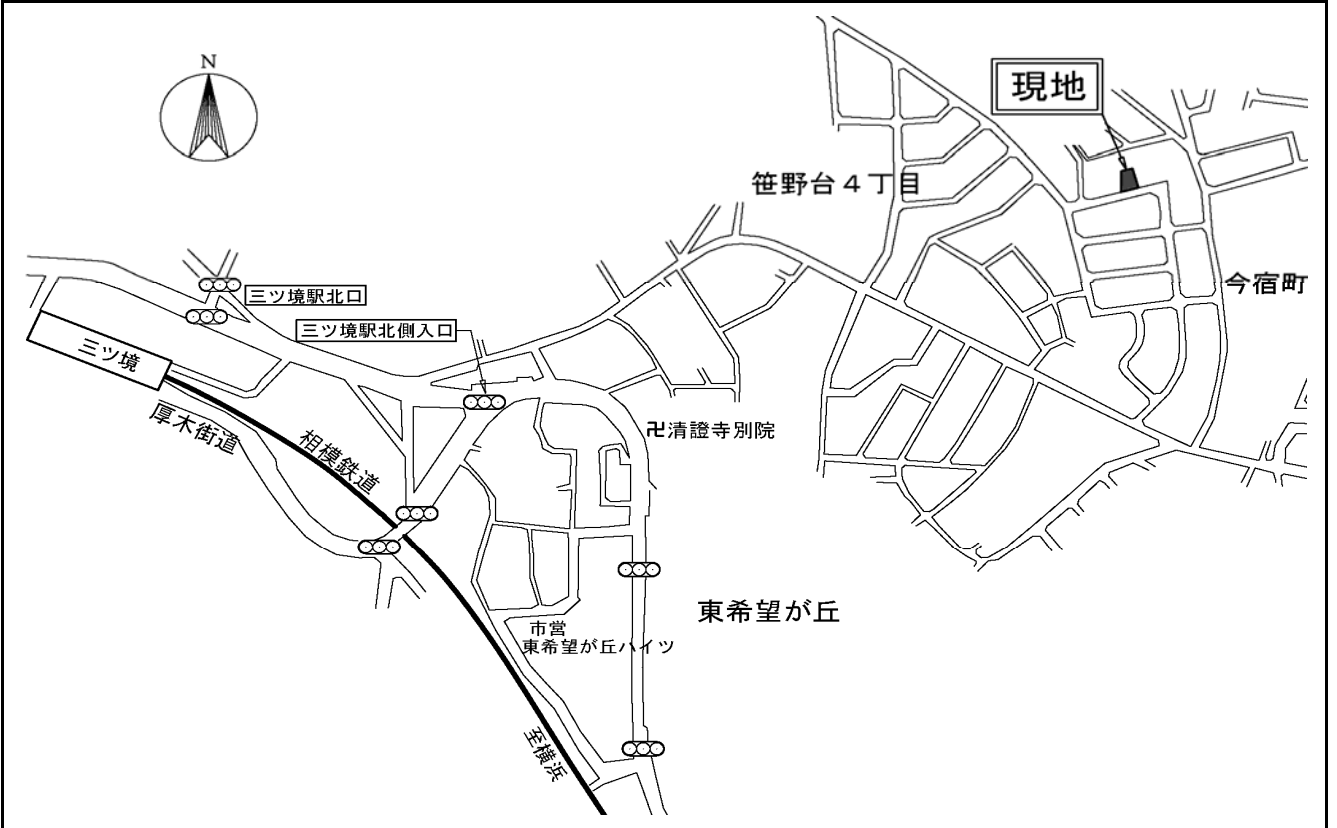 N
現地
笹野台4丁目
今宿町
三ツ境駅北口
三ツ境駅北側入口
三ツ境
厚木街道
相模鉄道
卍清證寺別院
東希望が丘
市営
東希望が丘ハイツ
至横浜